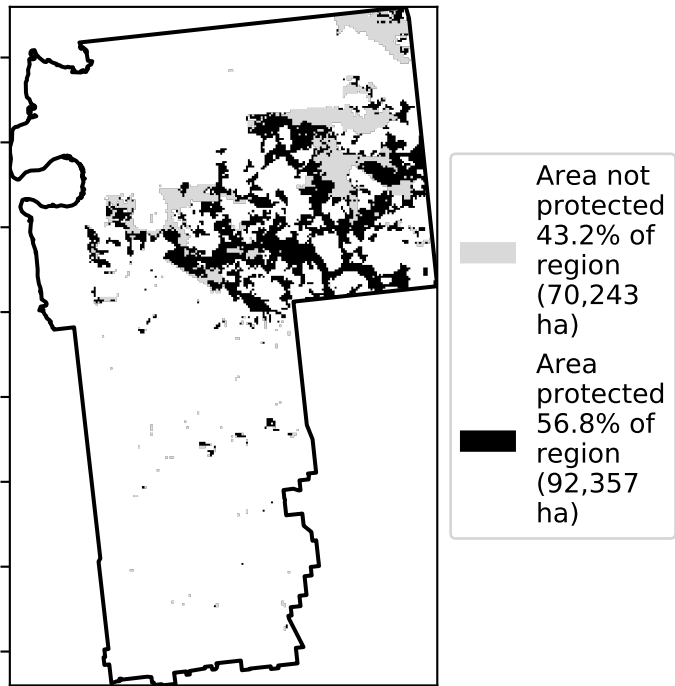 Area not
protected
43.2% of
region
(70,243
ha)
Area
protected
56.8% of
region
(92,357
ha)